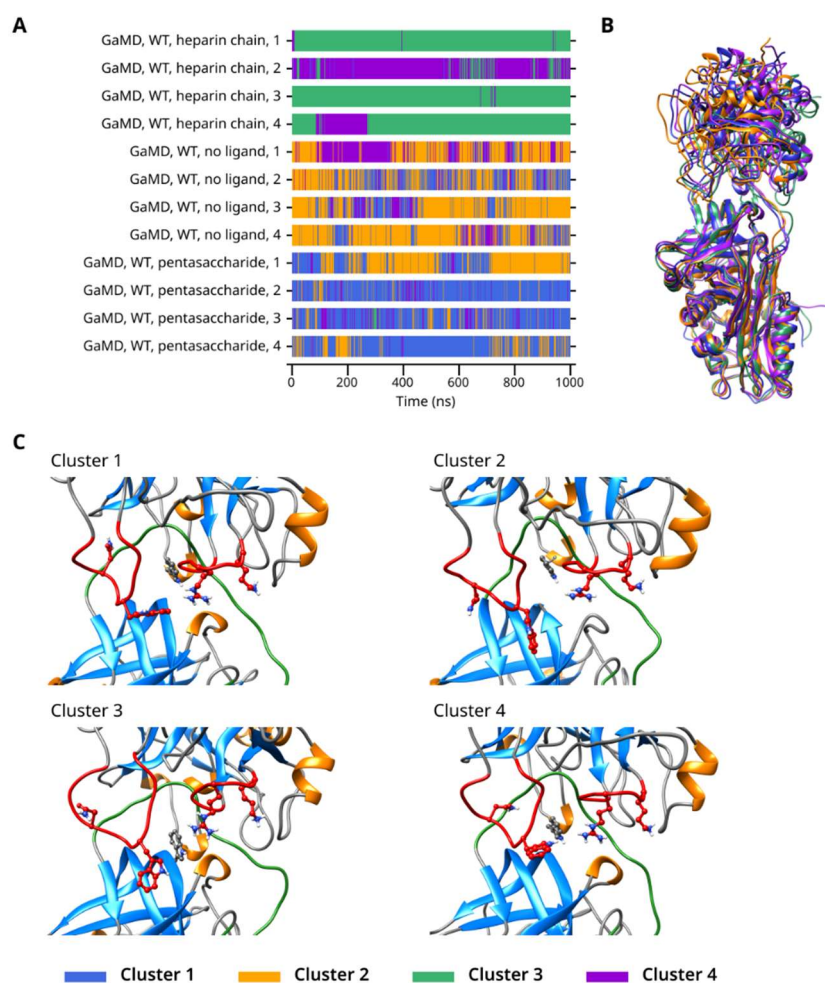 A
B
GaMD, WT, heparin chain, 1
GaMD, WT, heparin chain, 2
GaMD, WT, heparin chain, 3
GaMD, WT, heparin chain, 4
GaMD, WT, no ligand, 1
GaMD, WT, no ligand, 2
GaMD, WT, no ligand, 3
GaMD, WT, no ligand, 4
GaMD, WT, pentasaccharide, 1
GaMD, WT, pentasaccharide, 2
GaMD, WT, pentasaccharide, 3
GaMD, WT, pentasaccharide, 4
0 200 400 600 800 1000
Time (ns)
C
Cluster 1 Cluster 2
Cluster 3 Cluster 4
Cluster 1 Cluster 2 Cluster 3 Cluster 4